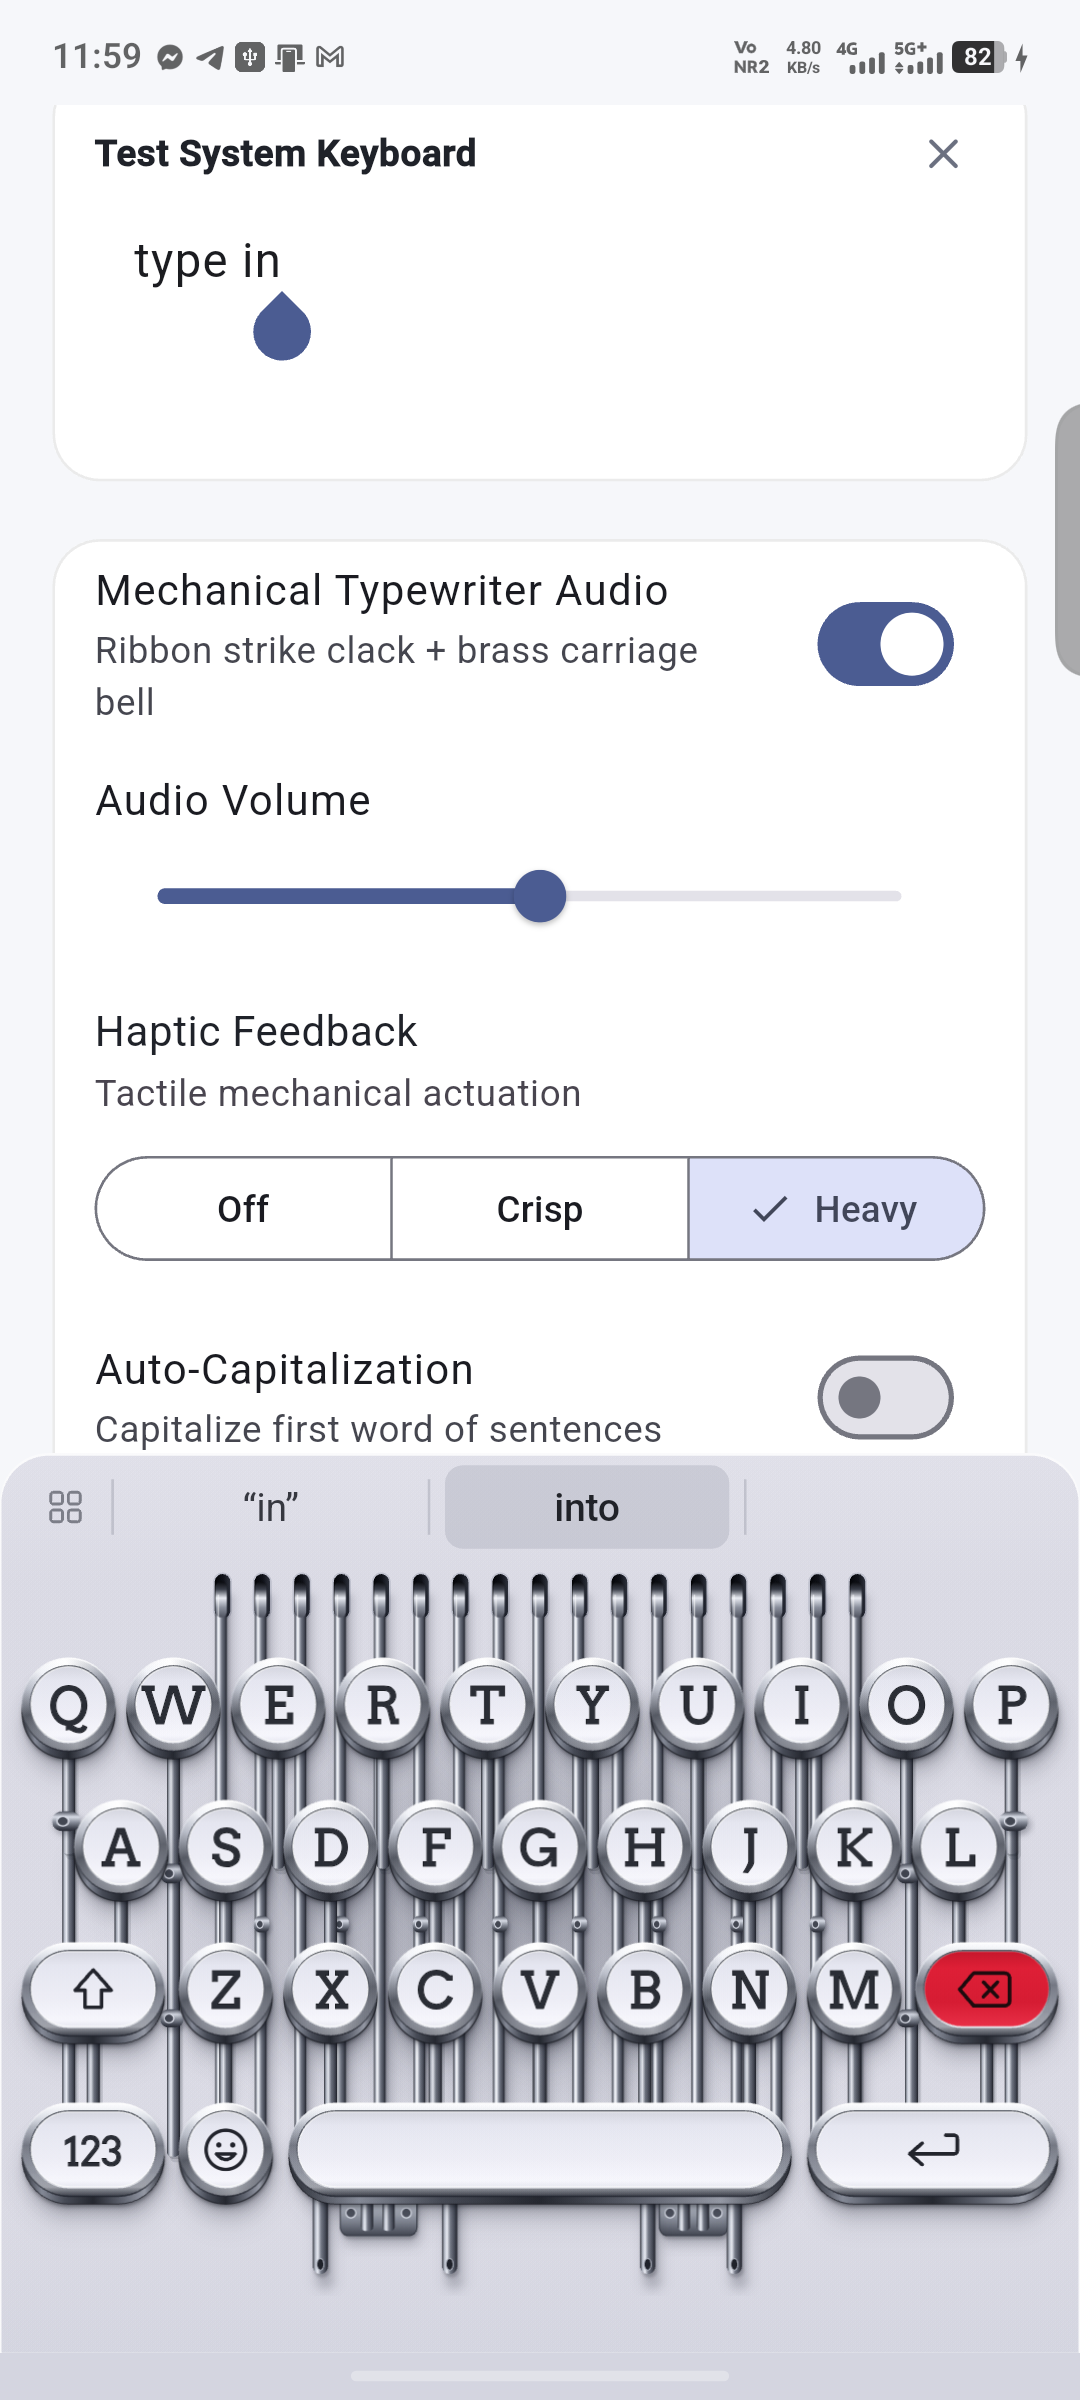 11:59
Vo NR2 4.80 KB/s 4G 5G+ 82
Test System Keyboard
type in
Mechanical Typewriter Audio
Ribbon strike clack + brass carriage
bell
Audio Volume
Haptic Feedback
Tactile mechanical actuation
Off Crisp Heavy
Auto-Capitalization
Capitalize first word of sentences
“in” into
Q W E R T Y U I O P
A S D F G H J K L
Z X C V B N M
123